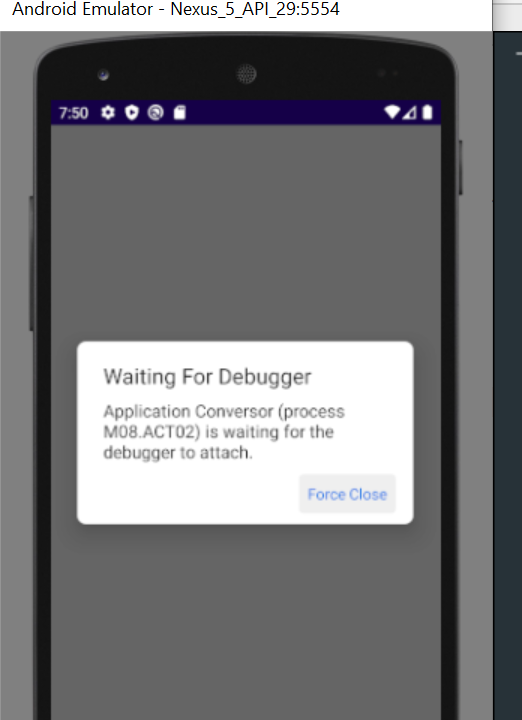 Android Emulator - Nexus_5_API_29:5554
7:50
Waiting For Debugger
Application Conversor (process
M08.ACT02) is waiting for the
debugger to attach.
Force Close